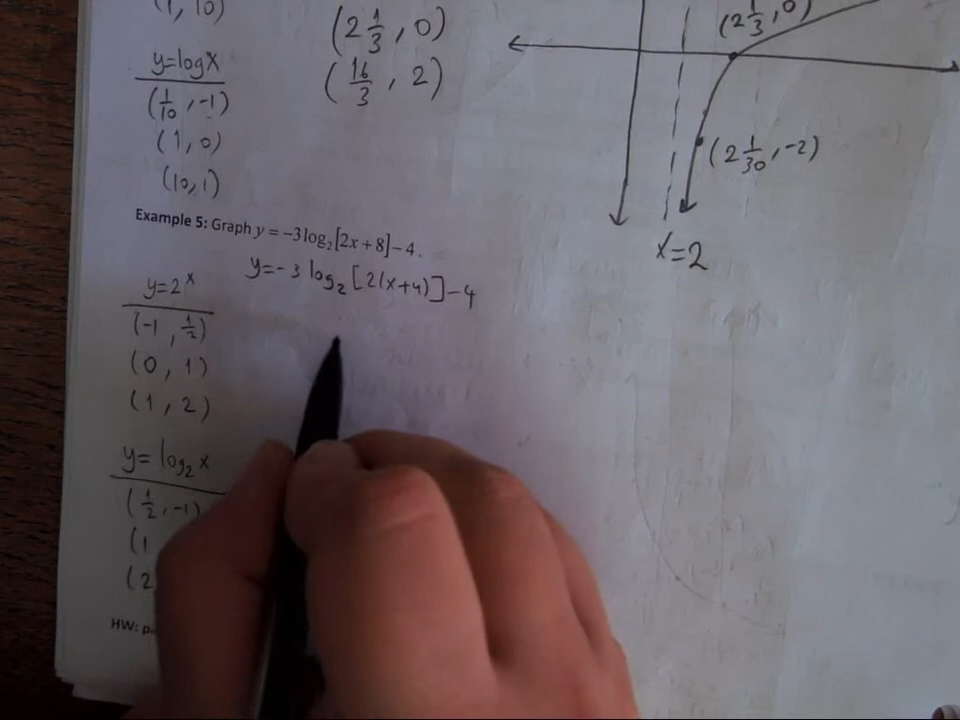 (1, 10)
y=logx
(1/10, -1)
(1, 0)
(10, 1)
(2 1/3, 0)
(16/3, 2)
(2 1/3, 0)
(2 1/30, -2)
x=2
Example 5: Graph y = -3log₂[2x+8]-4.
y=-3 log₂ [2(x+4)]-4
y=2ˣ
(-1, 1/2)
(0, 1)
(1, 2)
y= log₂ x
(1/2, -1)
(1
(2
HW: